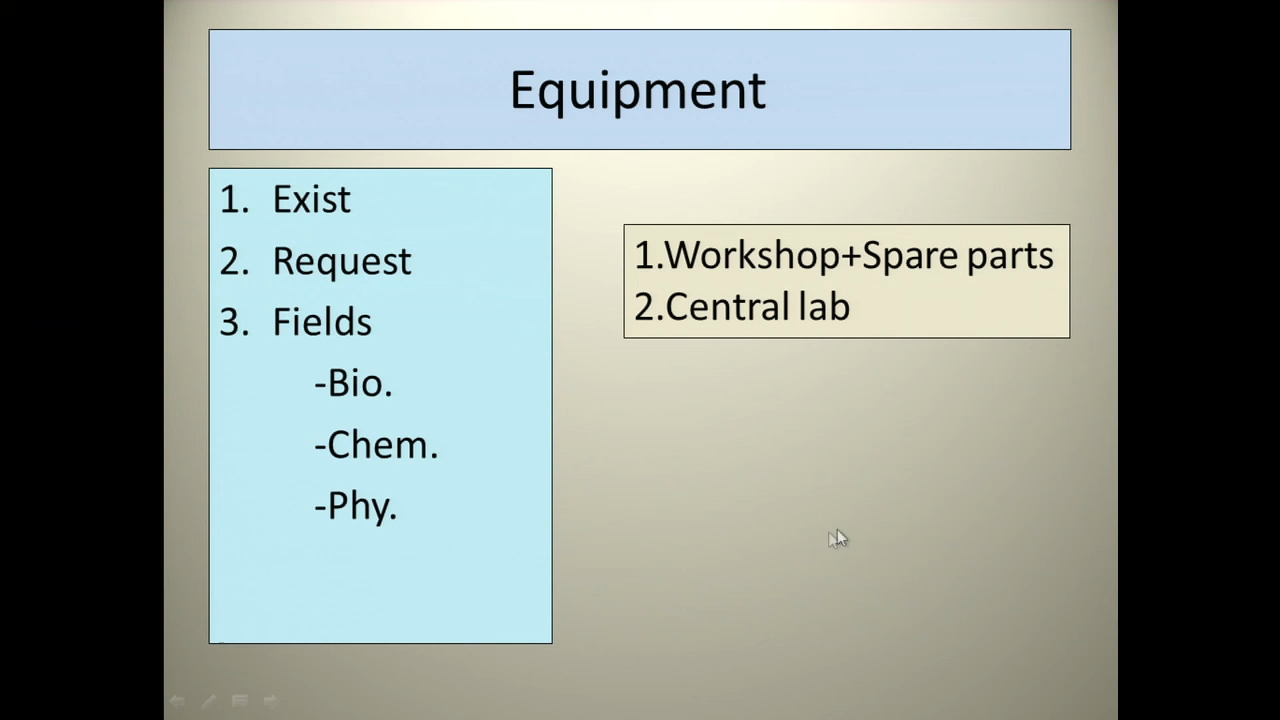 Equipment
1. Exist
2. Request
3. Fields
-Bio.
-Chem.
-Phy.
1.Workshop+Spare parts
2.Central lab